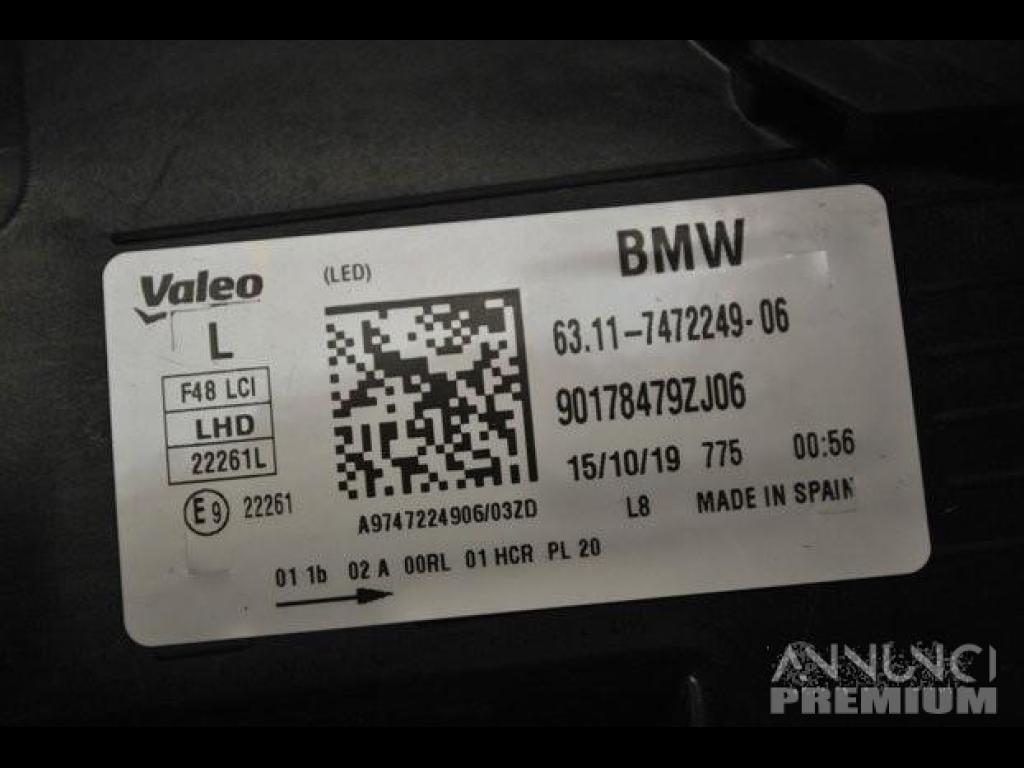 Valeo
(LED)
BMW
L
F48 LCI
LHD
22261L
E9 22261
63.11-7472249-06
90178479ZJ06
15/10/19 775 00:56
L8 MADE IN SPAIN
A9747224906/03ZD
01 1b 02 A 00RL 01 HCR PL 20
ANNUNCI
PREMIUM